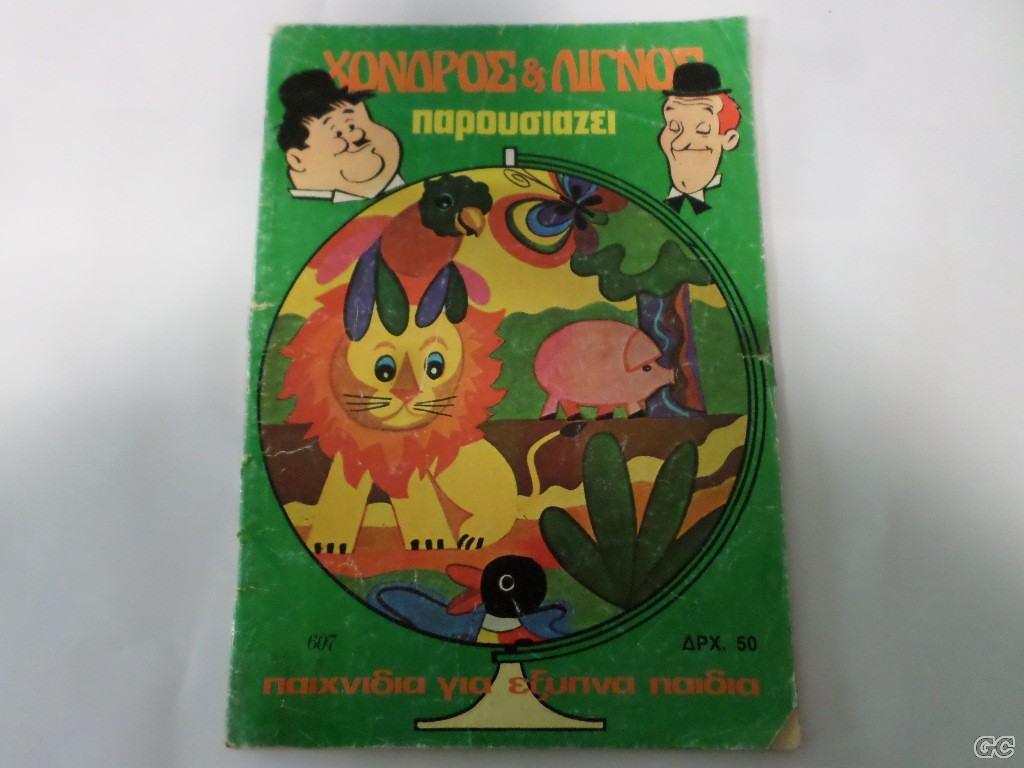 ΧΟΝΔΡΟΣ & ΛΙΓΝΟΣ
παρουσιαζει
607
ΔΡΧ. 50
παιχνιδια για εξυπνα παιδια
GC